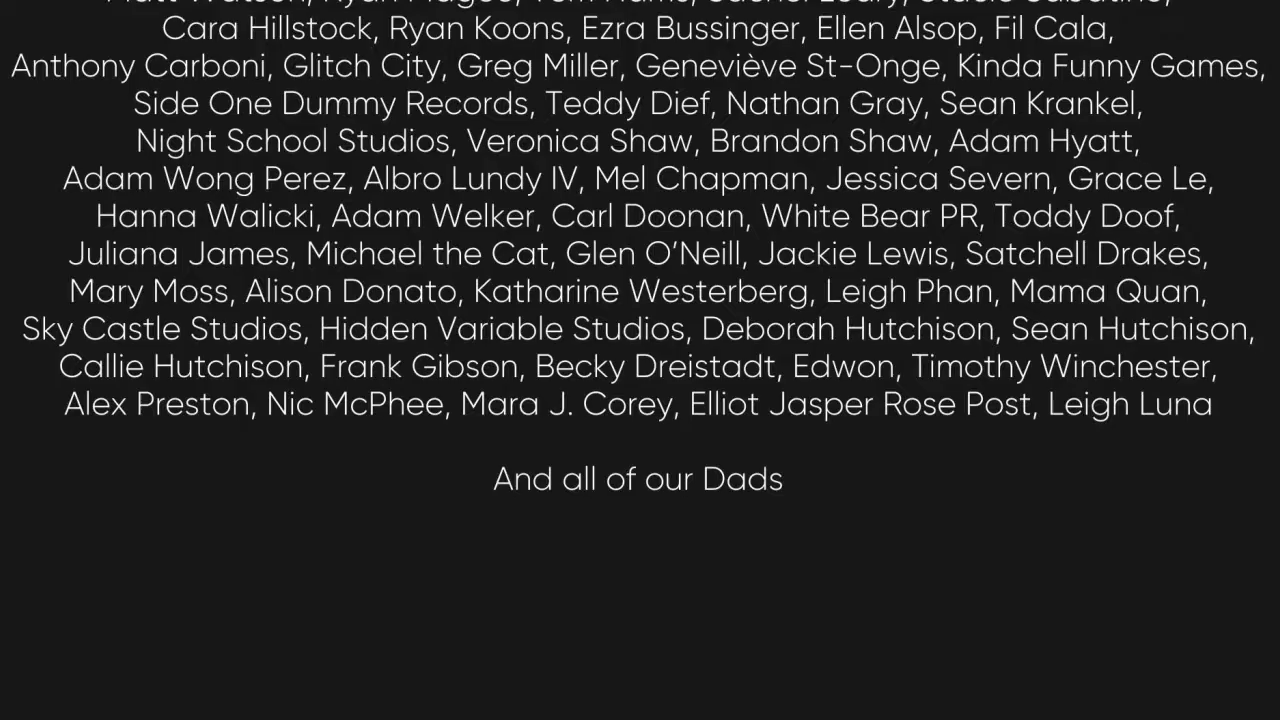 Cara Hillstock, Ryan Koons, Ezra Bussinger, Ellen Alsop, Fil Cala,
Anthony Carboni, Glitch City, Greg Miller, Geneviève St-Onge, Kinda Funny Games,
Side One Dummy Records, Teddy Dief, Nathan Gray, Sean Krankel,
Night School Studios, Veronica Shaw, Brandon Shaw, Adam Hyatt,
Adam Wong Perez, Albro Lundy IV, Mel Chapman, Jessica Severn, Grace Le,
Hanna Walicki, Adam Welker, Carl Doonan, White Bear PR, Toddy Doof,
Juliana James, Michael the Cat, Glen O’Neill, Jackie Lewis, Satchell Drakes,
Mary Moss, Alison Donato, Katharine Westerberg, Leigh Phan, Mama Quan,
Sky Castle Studios, Hidden Variable Studios, Deborah Hutchison, Sean Hutchison,
Callie Hutchison, Frank Gibson, Becky Dreistadt, Edwon, Timothy Winchester,
Alex Preston, Nic McPhee, Mara J. Corey, Elliot Jasper Rose Post, Leigh Luna
And all of our Dads